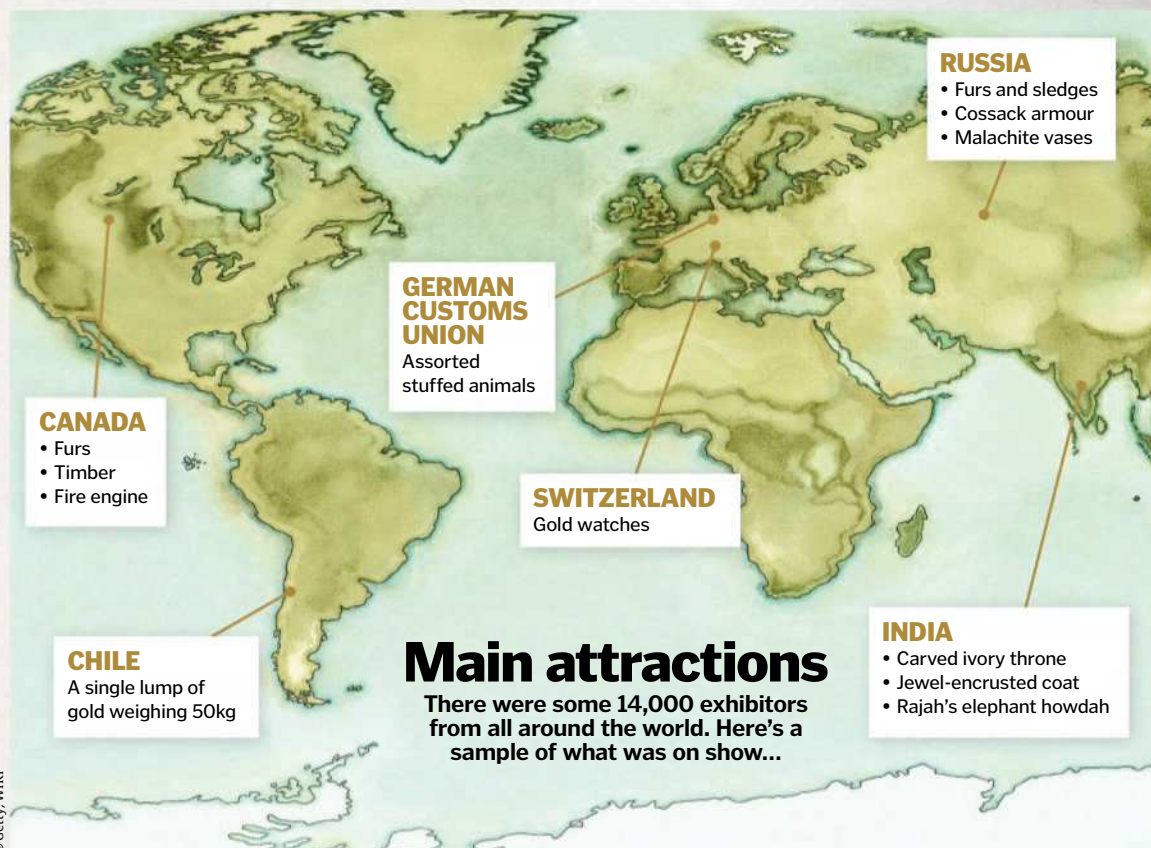 RUSSIA
• Furs and sledges
• Cossack armour
• Malachite vases
GERMAN
CUSTOMS
UNION
Assorted
stuffed animals
CANADA
• Furs
• Timber
• Fire engine
SWITZERLAND
Gold watches
CHILE
A single lump of
gold weighing 50kg
INDIA
• Carved ivory throne
• Jewel-encrusted coat
• Rajah's elephant howdah
Main attractions
There were some 14,000 exhibitors
from all around the world. Here's a
sample of what was on show...
© Getty, Wiki